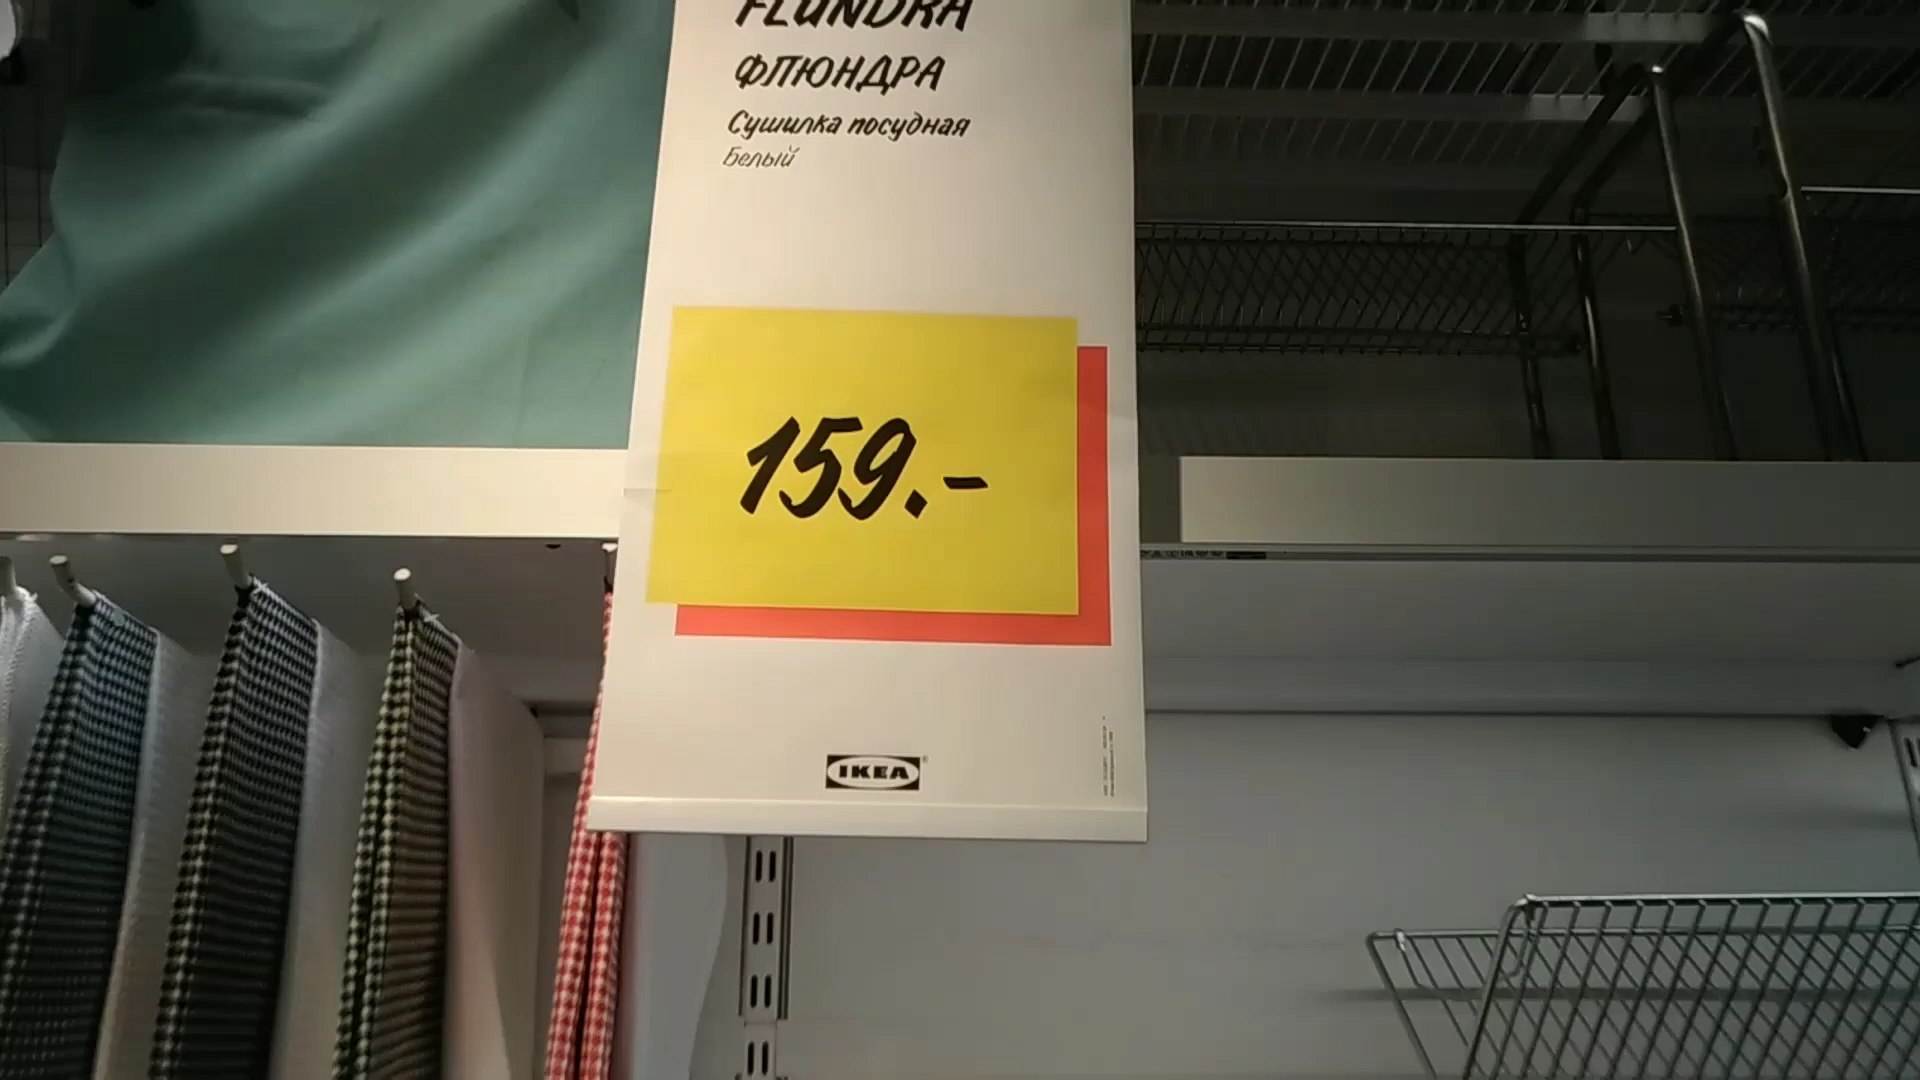 FLUNDRA
ФЛЮНДРА
Сушилка посудная
Белый
159.-
IKEA